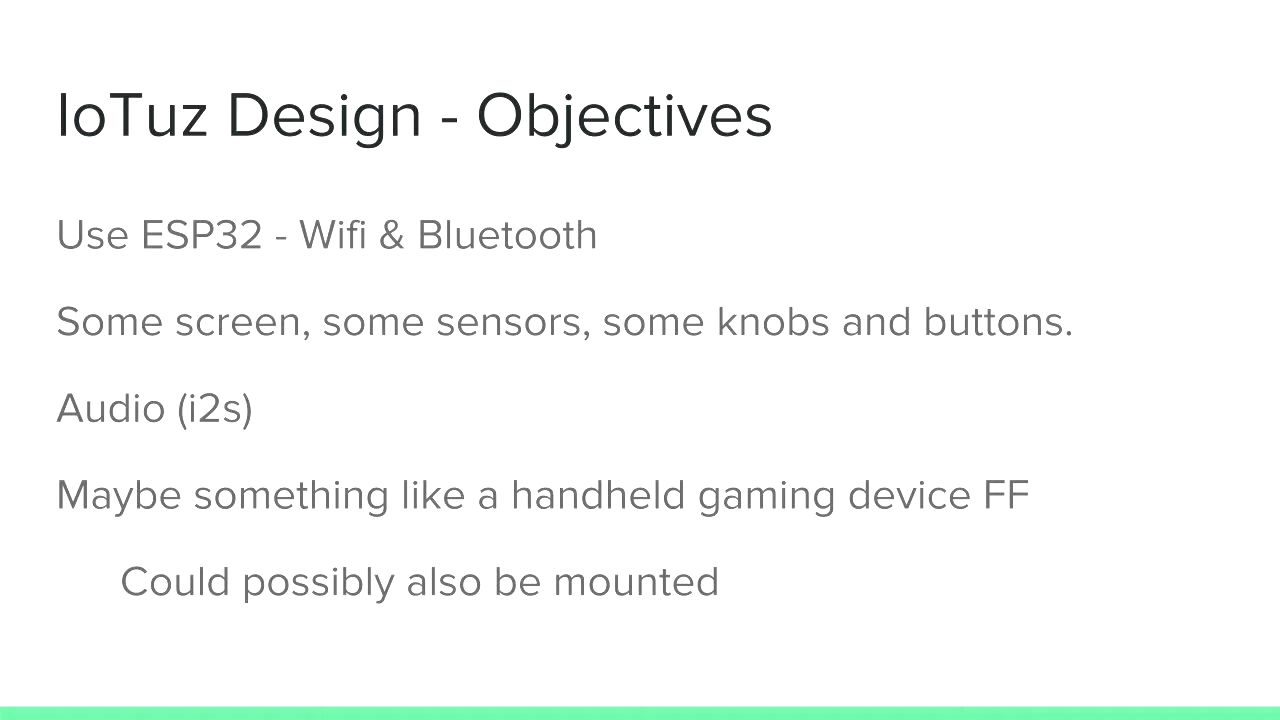 IoTuz Design - Objectives
Use ESP32 - Wifi & Bluetooth
Some screen, some sensors, some knobs and buttons.
Audio (i2s)
Maybe something like a handheld gaming device FF
Could possibly also be mounted